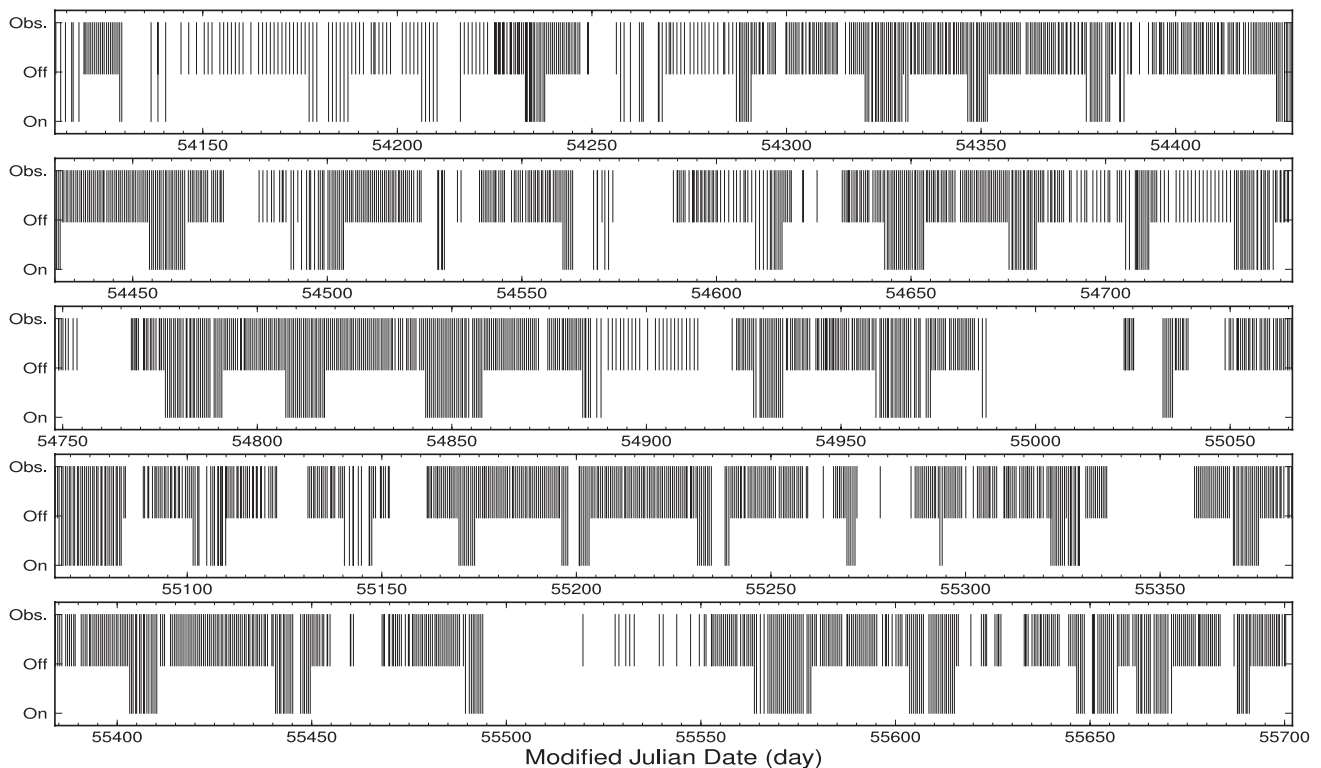 Obs.
Off
On
54150 54200 54250 54300 54350 54400
Obs.
Off
On
54450 54500 54550 54600 54650 54700
Obs.
Off
On
54750 54800 54850 54900 54950 55000 55050
Obs.
Off
On
55100 55150 55200 55250 55300 55350
Obs.
Off
On
55400 55450 55500 55550 55600 55650 55700
Modified Julian Date (day)